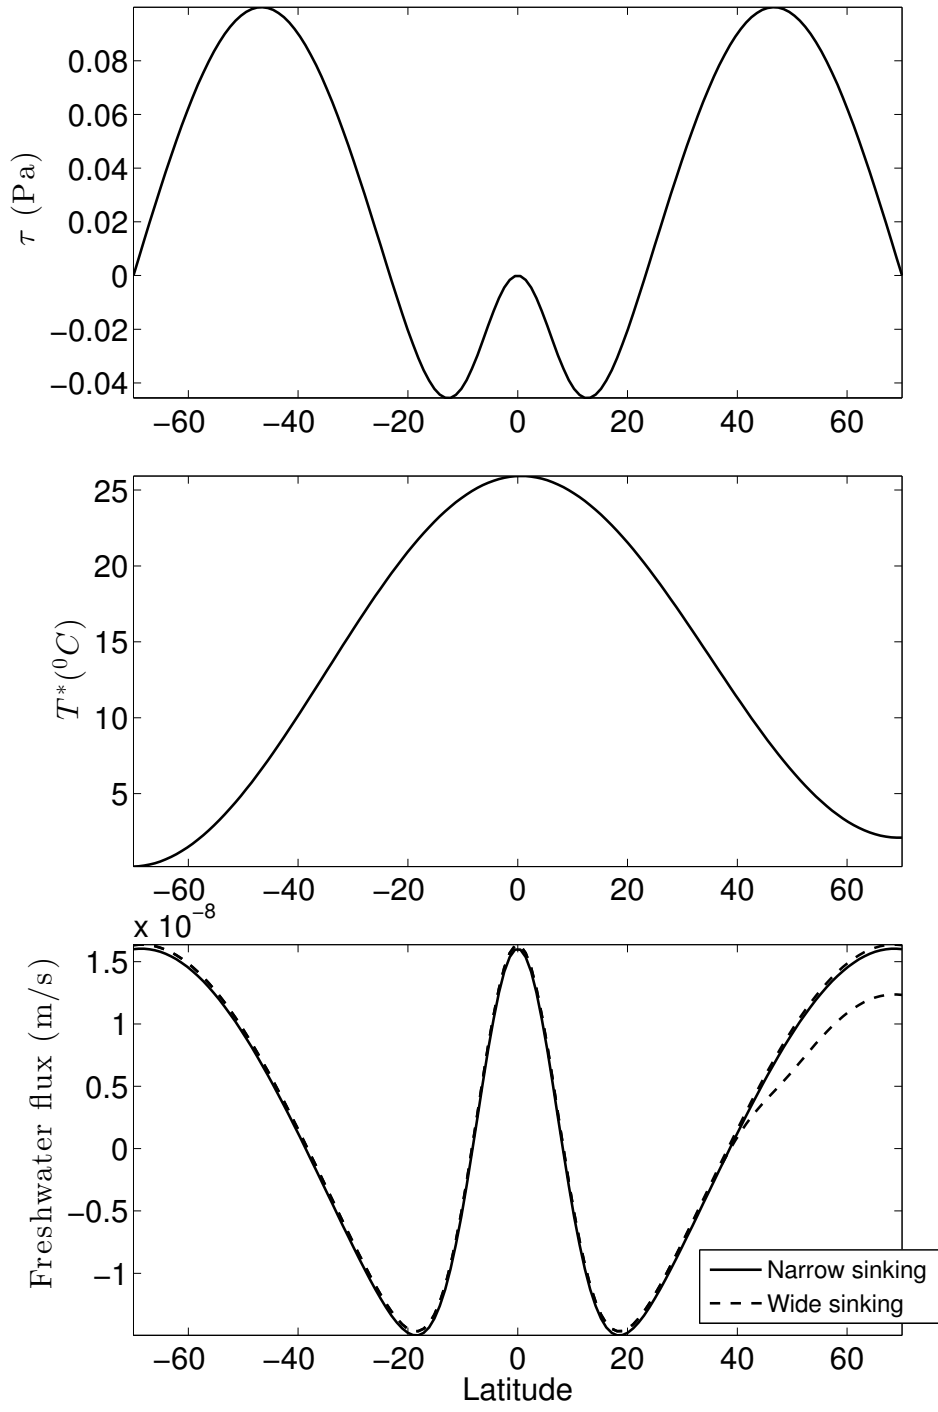 τ (Pa)
0.08
0.06
0.04
0.02
0
−0.02
−0.04
−60 −40 −20 0 20 40 60
T*(⁰C)
25
20
15
10
5
−60 −40 −20 0 20 40 60
x 10⁻⁸
Freshwater flux (m/s)
1.5
1
0.5
0
−0.5
−1
Narrow sinking
Wide sinking
−60 −40 −20 0 20 40 60
Latitude